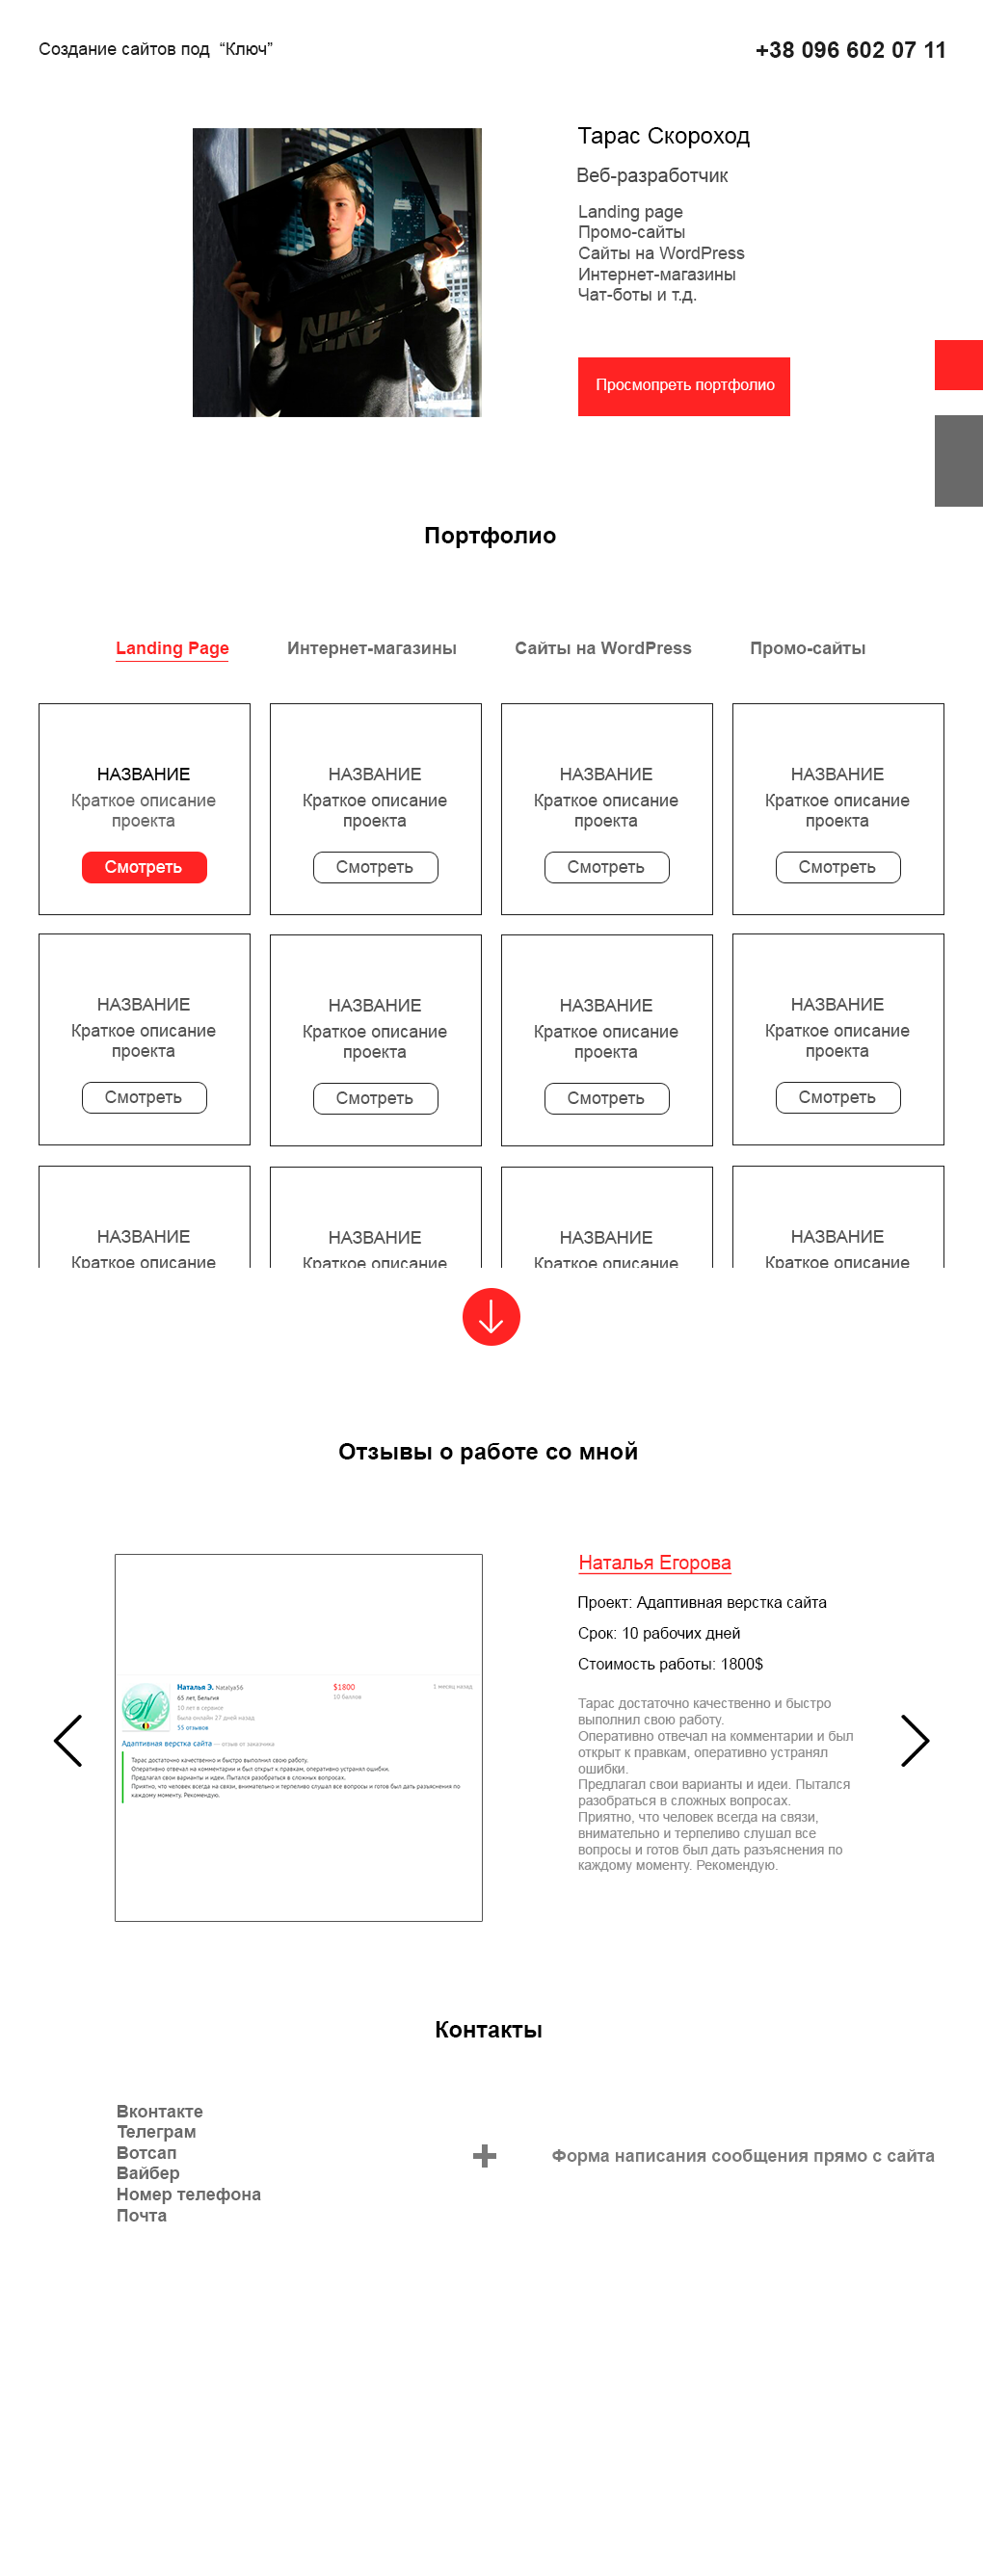 Создание сайтов под “Ключ”
+38 096 602 07 11
Тарас Скороход
Веб-разработчик
Landing page
Промо-сайты
Сайты на WordPress
Интернет-магазины
Чат-боты и т.д.
SAMSUNG
NIKE
Просмопреть портфолио
Портфолио
Landing Page Интернет-магазины Сайты на WordPress Промо-сайты
НАЗВАНИЕ НАЗВАНИЕ НАЗВАНИЕ НАЗВАНИЕ
Краткое описание Краткое описание Краткое описание Краткое описание
проекта проекта проекта проекта
Смотреть Смотреть Смотреть Смотреть
НАЗВАНИЕ НАЗВАНИЕ НАЗВАНИЕ НАЗВАНИЕ
Краткое описание Краткое описание Краткое описание Краткое описание
проекта проекта проекта проекта
Смотреть Смотреть Смотреть Смотреть
НАЗВАНИЕ НАЗВАНИЕ НАЗВАНИЕ НАЗВАНИЕ
Краткое описание Краткое описание Краткое описание Краткое описание
Отзывы о работе со мной
Наталья Э. Natalya56 $1800 1 месяц назад
65 лет, Бельгия 10 баллов
10 лет в сервисе
Была онлайн 27 дней назад
55 отзывов
Адаптивная верстка сайта — отзыв от заказчика
Тарас достаточно качественно и быстро выполнил свою работу.
Оперативно отвечал на комментарии и был открыт к правкам, оперативно устранял ошибки.
Предлагал свои варианты и идеи. Пытался разобраться в сложных вопросах.
Приятно, что человек всегда на связи, внимательно и терпеливо слушал все вопросы и готов был дать разъяснения по
каждому моменту. Рекомендую.
Наталья Егорова
Проект: Адаптивная верстка сайта
Срок: 10 рабочих дней
Стоимость работы: 1800$
Тарас достаточно качественно и быстро
выполнил свою работу.
Оперативно отвечал на комментарии и был
открыт к правкам, оперативно устранял
ошибки.
Предлагал свои варианты и идеи. Пытался
разобраться в сложных вопросах.
Приятно, что человек всегда на связи,
внимательно и терпеливо слушал все
вопросы и готов был дать разъяснения по
каждому моменту. Рекомендую.
Контакты
Вконтакте
Телеграм
Вотсап
Вайбер
Номер телефона
Почта
+
Форма написания сообщения прямо с сайта